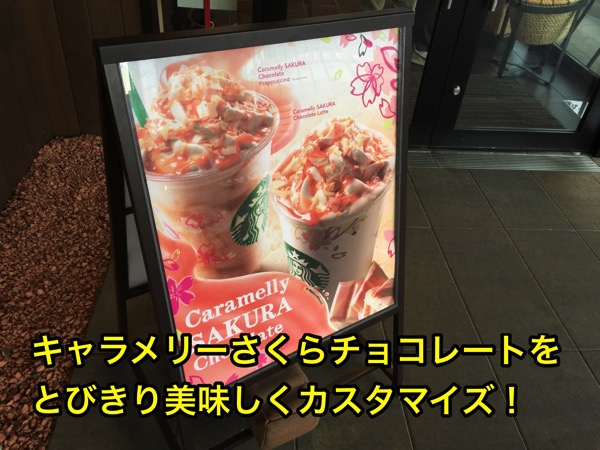 Caramelly SAKURA
Chocolate
Frappuccino
Caramelly SAKURA
Chocolate Latte
Caramelly
SAKURA
Chocolate
キャラメリーさくらチョコレートを
とびきり美味しくカスタマイズ！